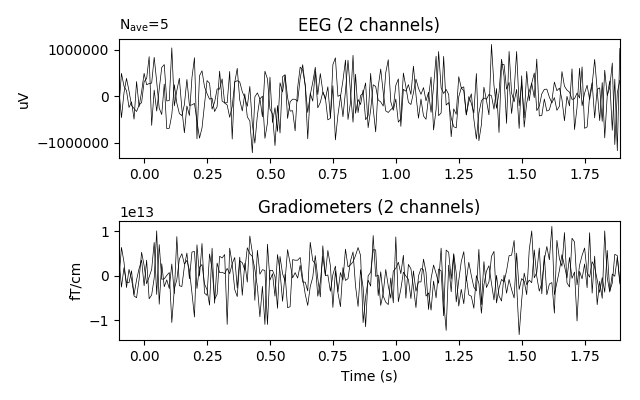 N_ave=5
EEG (2 channels)
1000000
0
−1000000
uV
0.00 0.25 0.50 0.75 1.00 1.25 1.50 1.75
1e13
Gradiometers (2 channels)
1
0
−1
fT/cm
0.00 0.25 0.50 0.75 1.00 1.25 1.50 1.75
Time (s)